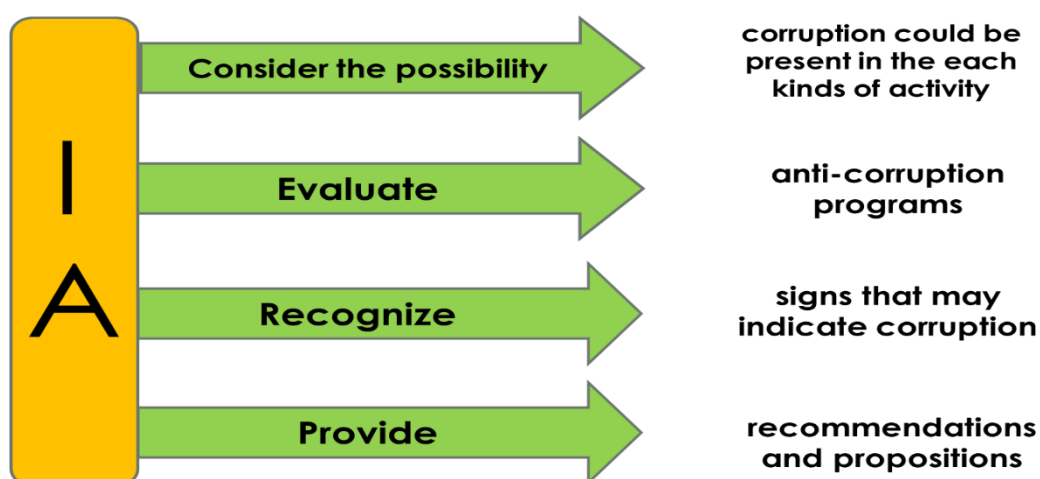 I
A
Consider the possibility
corruption could be
present in the each
kinds of activity
Evaluate
anti-corruption
programs
Recognize
signs that may
indicate corruption
Provide
recommendations
and propositions